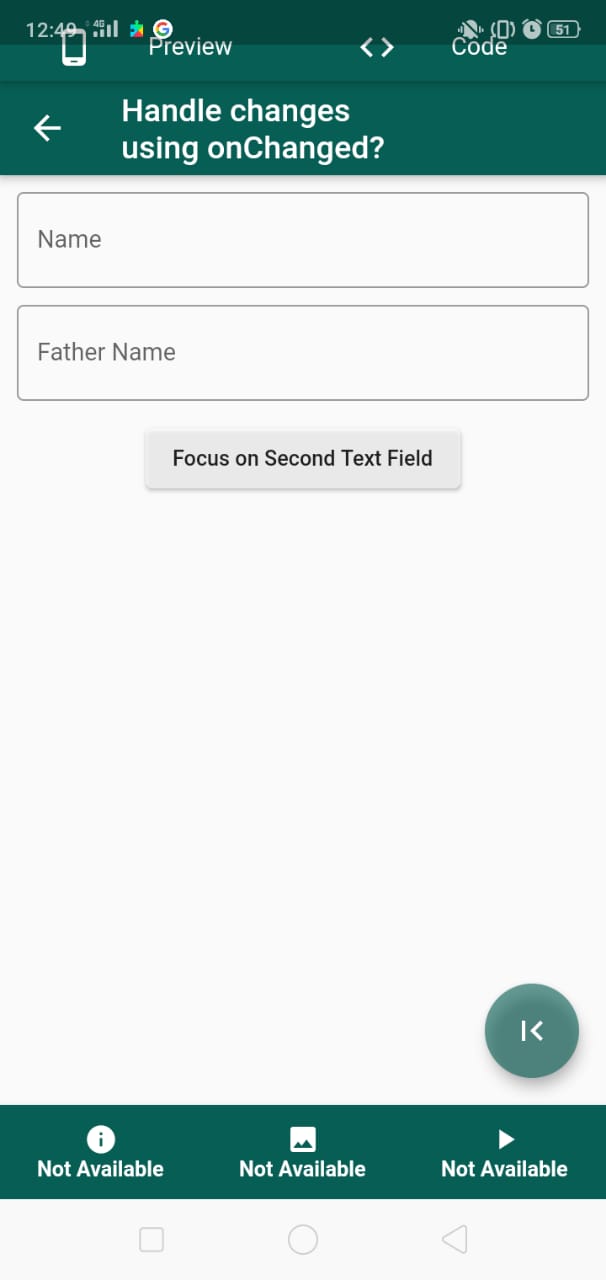 12:49 4G 51
Preview Code
Handle changes
using onChanged?
Name
Father Name
Focus on Second Text Field
Not Available Not Available Not Available